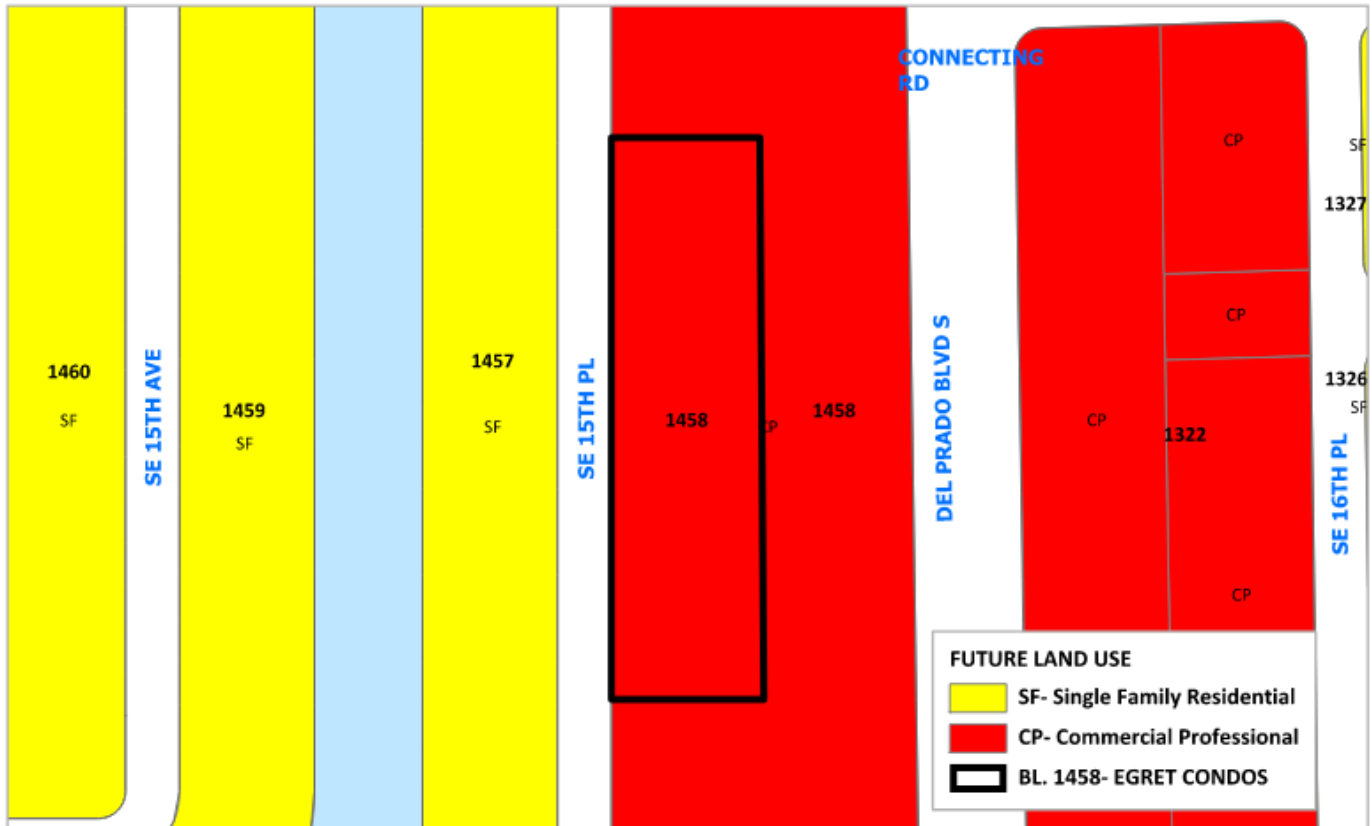 CONNECTING
RD
CP
SF
1327
CP
1460
SF
SE 15TH AVE
1459
SF
1457
SF
SE 15TH PL
1458
CP
1458
DEL PRADO BLVD S
CP
1322
1326
SF
SE 16TH PL
CP
FUTURE LAND USE
SF- Single Family Residential
CP- Commercial Professional
BL. 1458- EGRET CONDOS